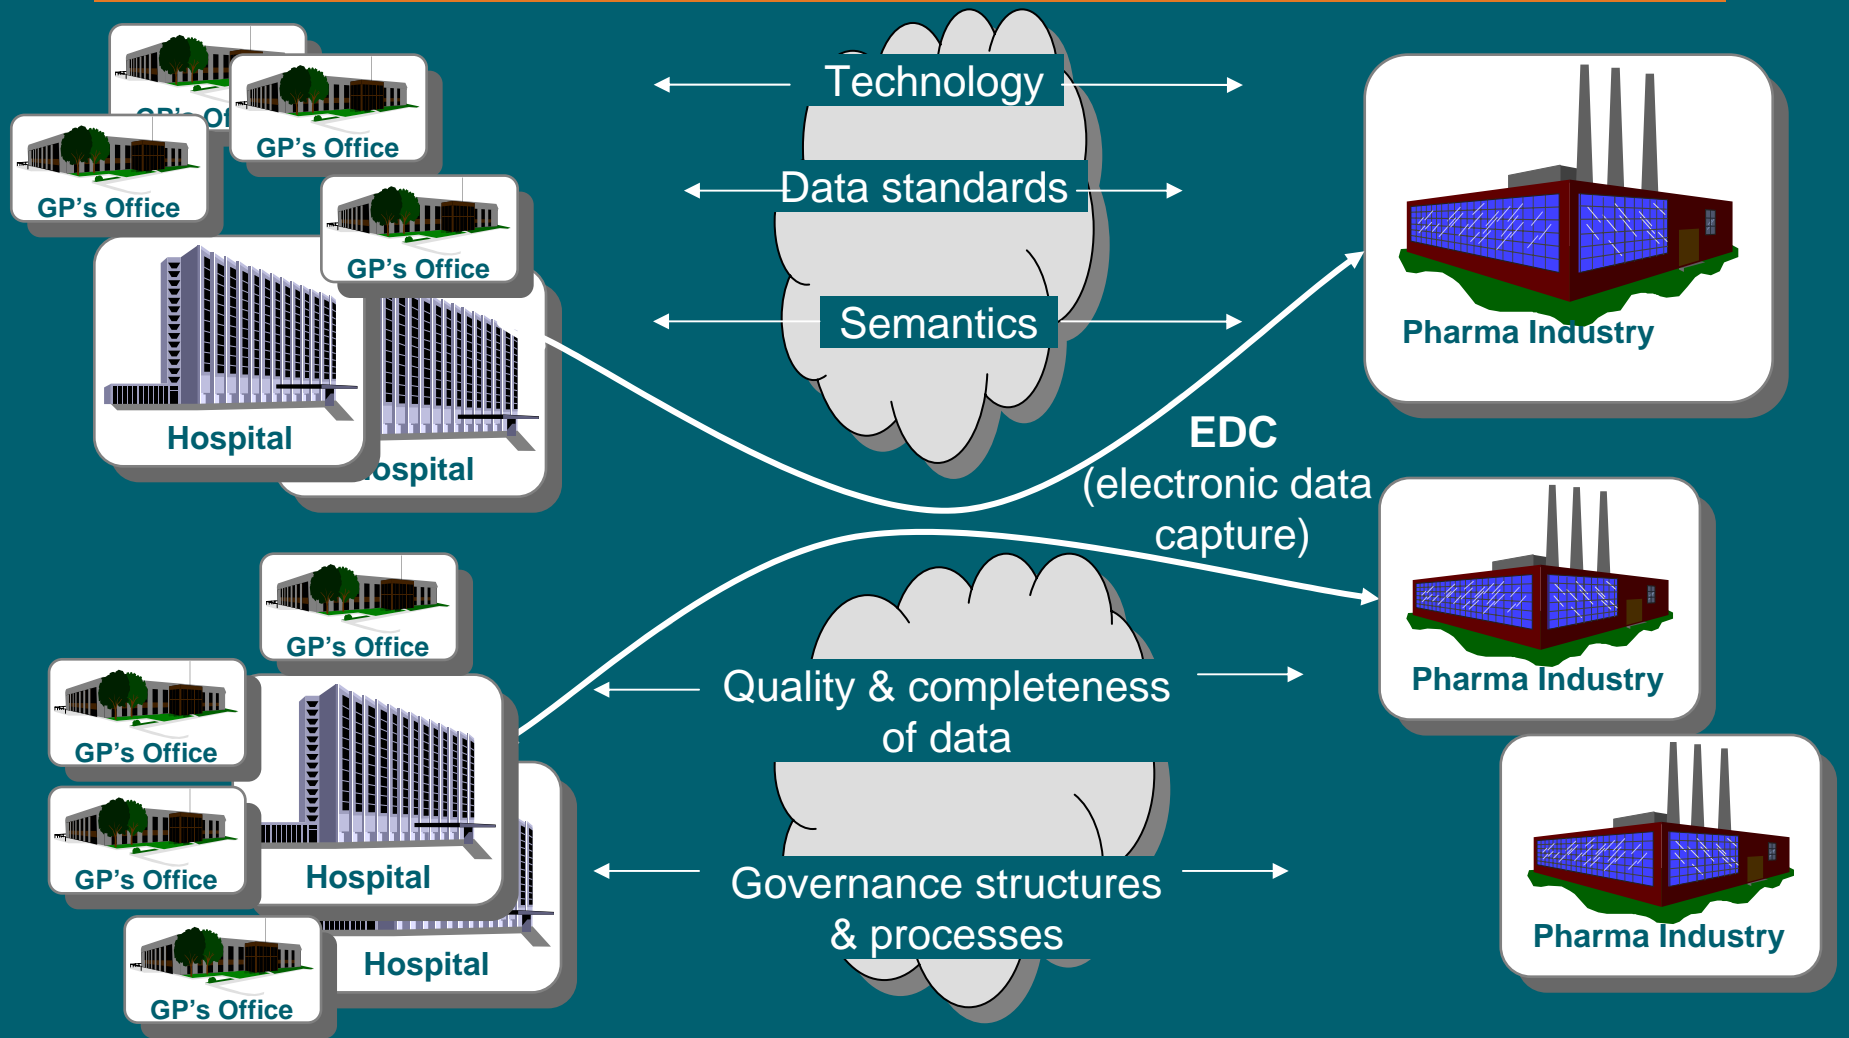 GP's Of
GP's Office
GP's Office
GP's Office
Hospital
ospital
Technology
Data standards
Semantics
Pharma Industry
EDC
(electronic data
capture)
Pharma Industry
Pharma Industry
GP's Office
GP's Office
GP's Office
GP's Office
Hospital
Hospital
Quality & completeness
of data
Governance structures
& processes